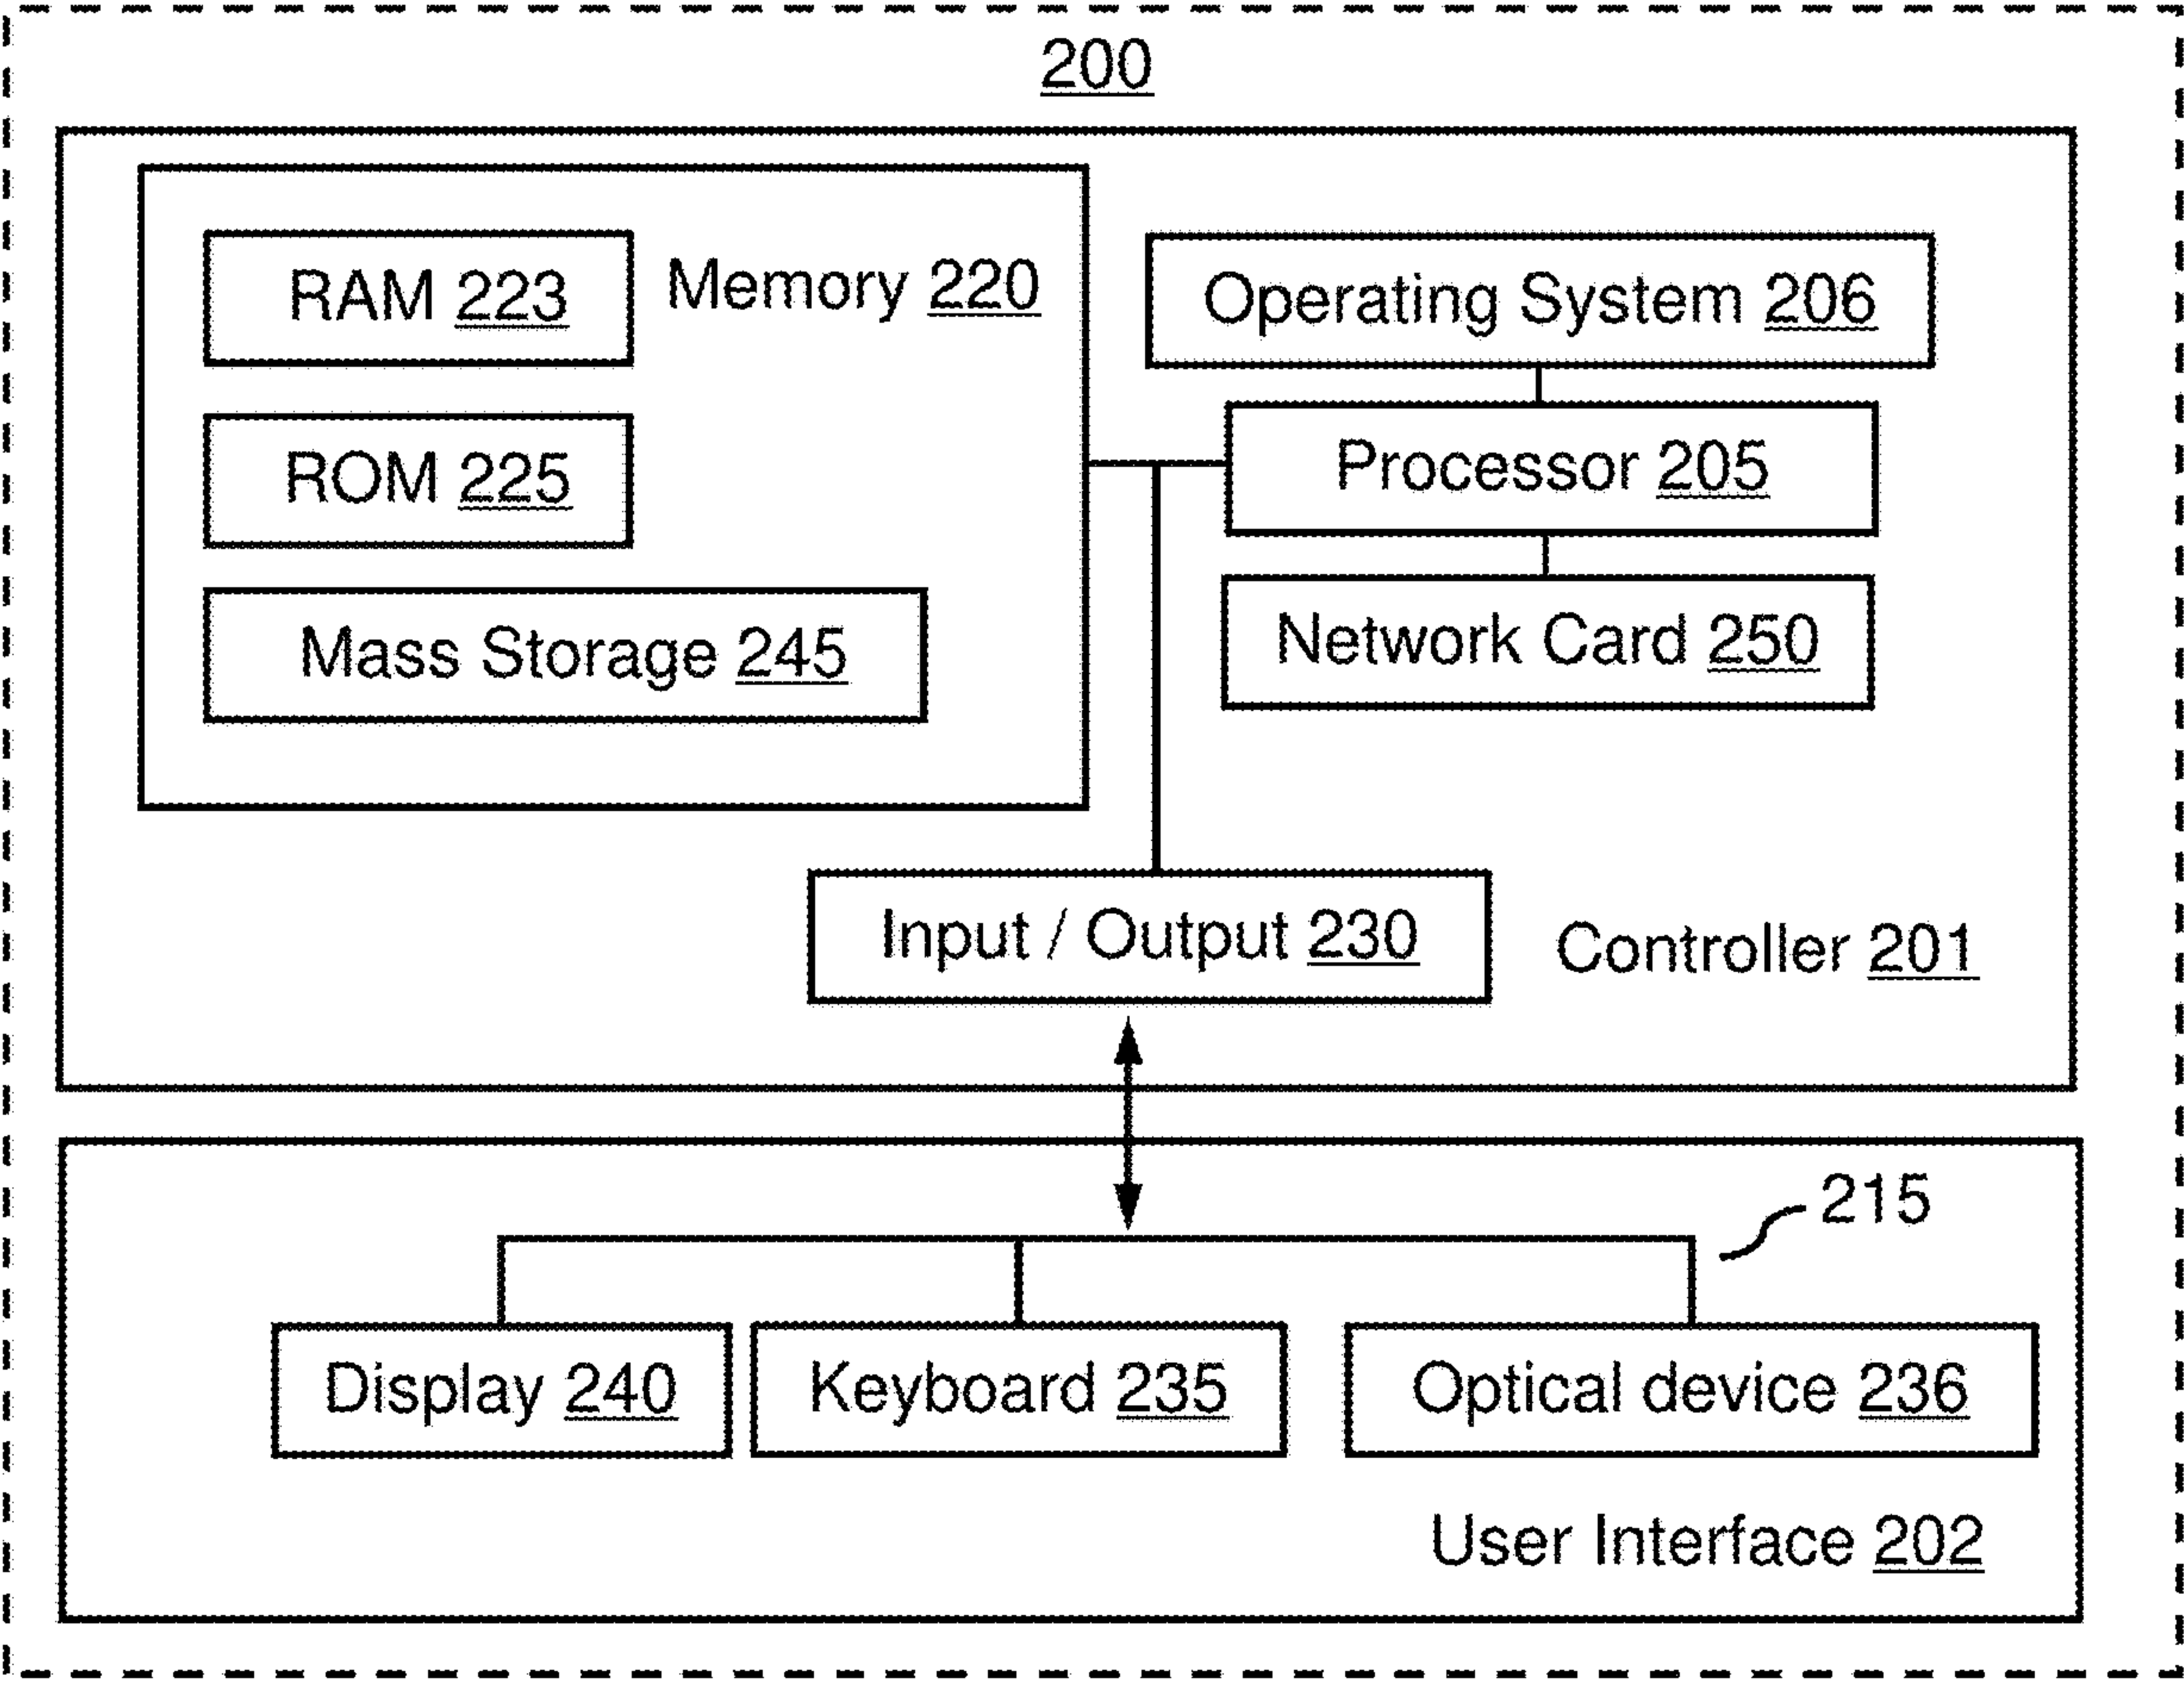 200
RAM 223
Memory 220
Operating System 206
ROM 225
Processor 205
Mass Storage 245
Network Card 250
Input / Output 230
Controller 201
215
Display 240
Keyboard 235
Optical device 236
User Interface 202